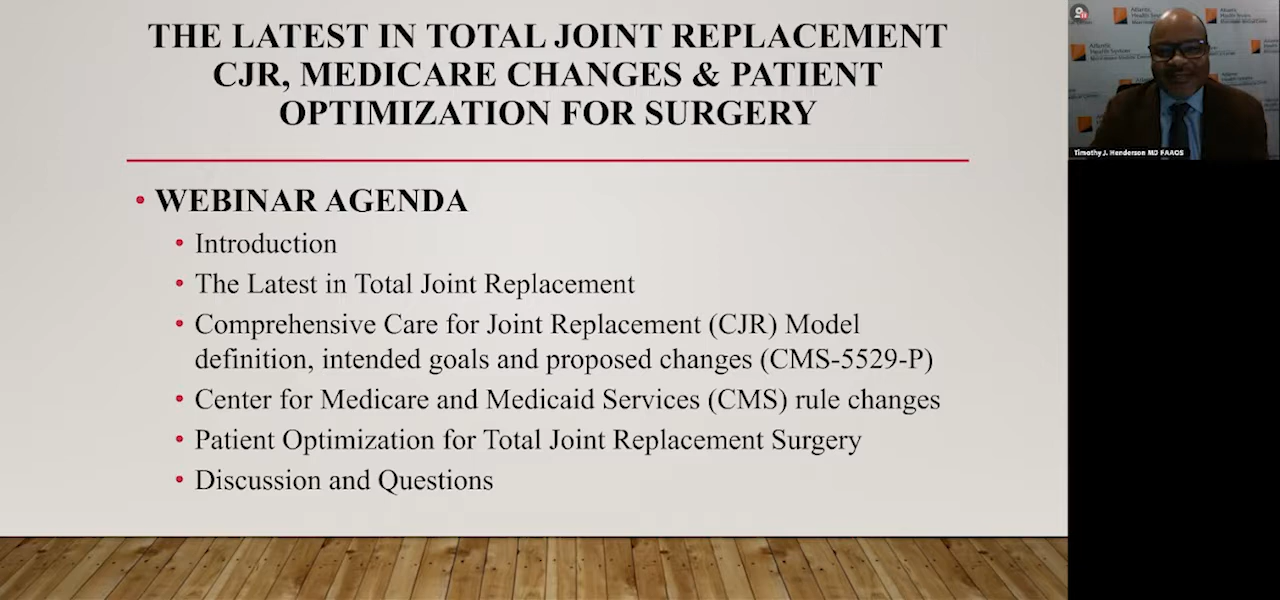 THE LATEST IN TOTAL JOINT REPLACEMENT
CJR, MEDICARE CHANGES & PATIENT
OPTIMIZATION FOR SURGERY
• WEBINAR AGENDA
• Introduction
• The Latest in Total Joint Replacement
• Comprehensive Care for Joint Replacement (CJR) Model
definition, intended goals and proposed changes (CMS-5529-P)
• Center for Medicare and Medicaid Services (CMS) rule changes
• Patient Optimization for Total Joint Replacement Surgery
• Discussion and Questions
Atlantic
Health System
Timothy J. Henderson MD FAAOS